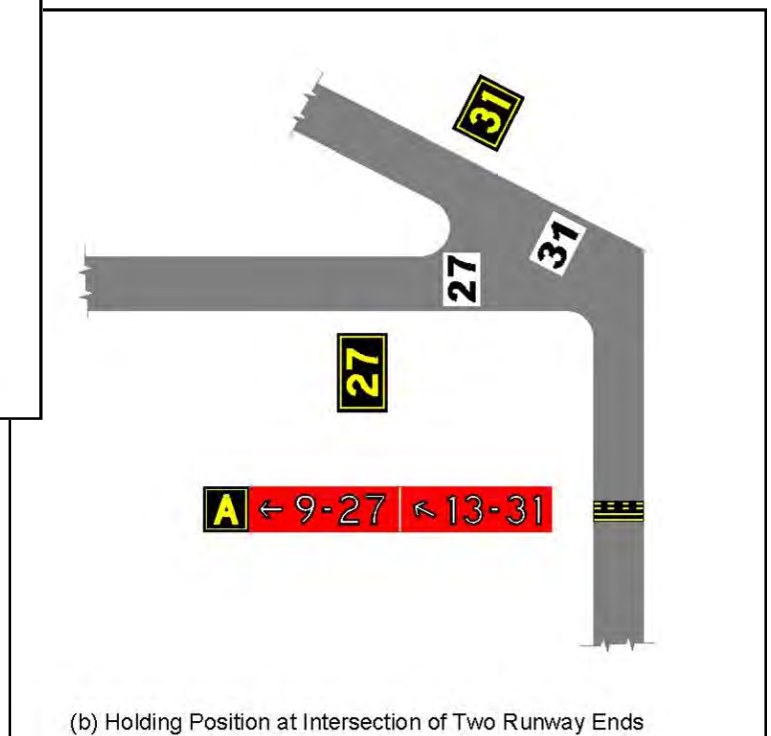 31
31
27
27
A ←9-27 ↖13-31
(b) Holding Position at Intersection of Two Runway Ends